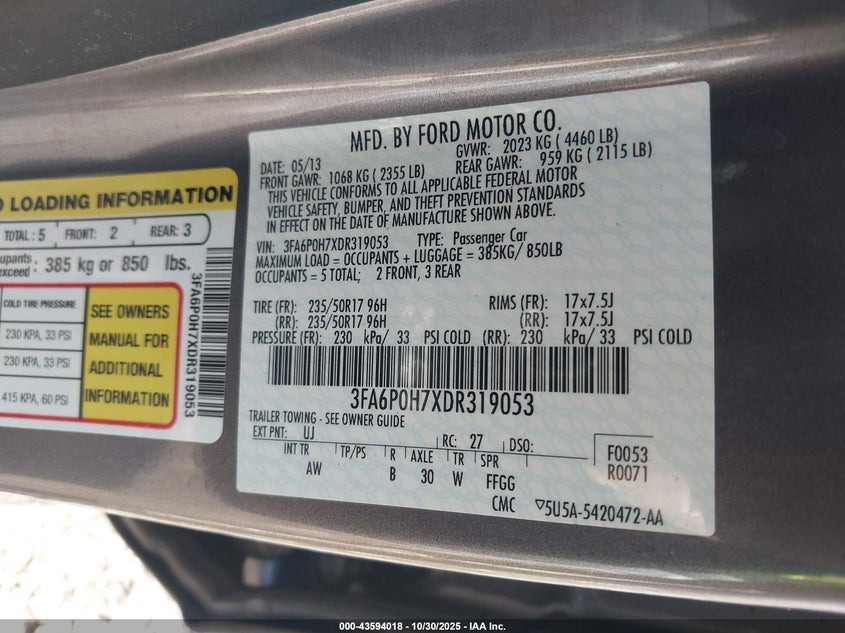 O LOADING INFORMATION
TOTAL: 5 FRONT: 2 REAR: 3
upants
exceed : 385 kg or 850 lbs.
COLD TIRE PRESSURE
230 KPA, 33 PSI
230 KPA, 33 PSI
415 KPA, 60 PSI
SEE OWNERS
MANUAL FOR
ADDITIONAL
INFORMATION
3FA6P0H7XDR319053
MFD. BY FORD MOTOR CO.
DATE: 05/13 GVWR: 2023 KG ( 4460 LB)
FRONT GAWR: 1068 KG ( 2355 LB) REAR GAWR: 959 KG ( 2115 LB)
THIS VEHICLE CONFORMS TO ALL APPLICABLE FEDERAL MOTOR
VEHICLE SAFETY, BUMPER, AND THEFT PREVENTION STANDARDS
IN EFFECT ON THE DATE OF MANUFACTURE SHOWN ABOVE.
VIN: 3FA6P0H7XDR319053 TYPE: Passenger Car
MAXIMUM LOAD = OCCUPANTS + LUGGAGE = 385KG/ 850LB
OCCUPANTS = 5 TOTAL; 2 FRONT, 3 REAR
TIRE (FR): 235/50R17 96H RIMS (FR): 17x7.5J
(RR): 235/50R17 96H (RR): 17x7.5J
PRESSURE (FR): 230 kPa/ 33 PSI COLD (RR): 230 kPa/ 33 PSI COLD
3FA6P0H7XDR319053
TRAILER TOWING - SEE OWNER GUIDE
EXT PNT: UJ RC: 27 DSO:
INT TR TP/PS R AXLE TR SPR
AW B 30 W FFGG
F0053
R0071
CMC ▽5U5A-5420472-AA
000-43594018 - 10/30/2025 - IAA Inc.